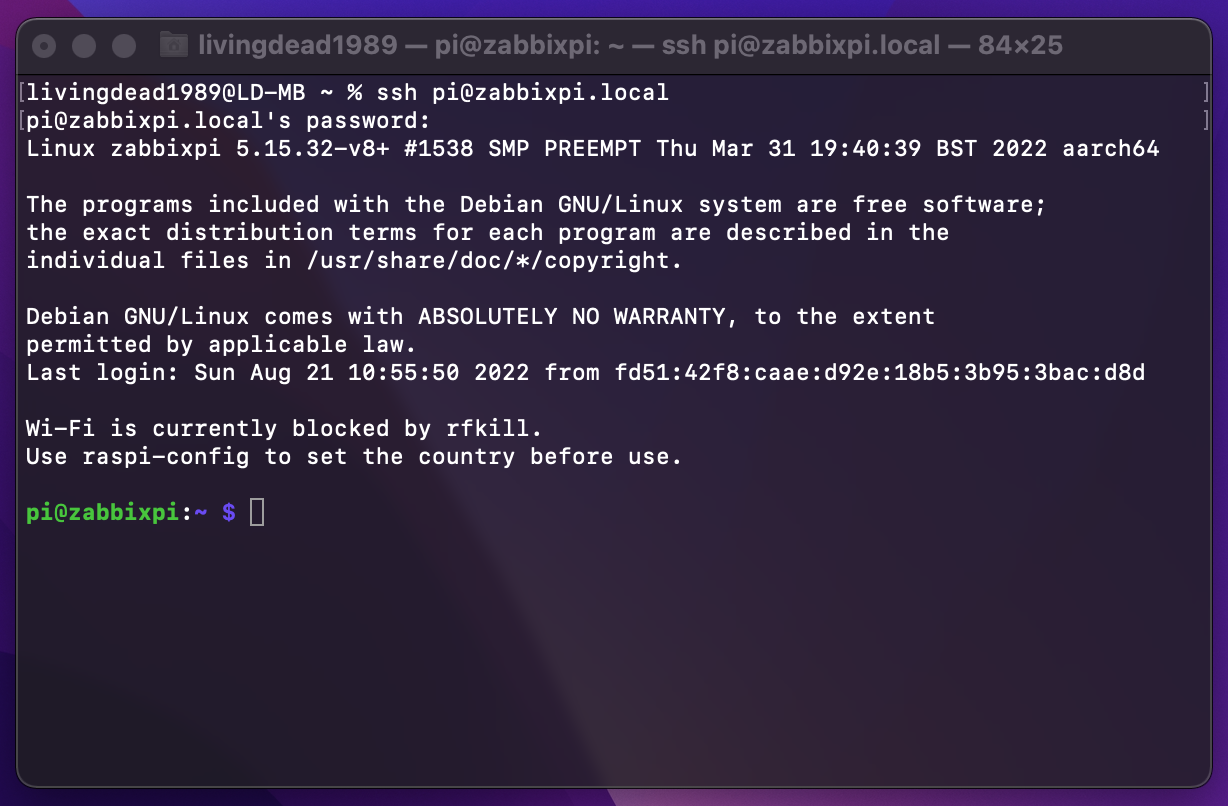 livingdead1989 — pi@zabbixpi: ~ — ssh pi@zabbixpi.local — 84×25
[livingdead1989@LD-MB ~ % ssh pi@zabbixpi.local ]
[pi@zabbixpi.local's password: ]
Linux zabbixpi 5.15.32-v8+ #1538 SMP PREEMPT Thu Mar 31 19:40:39 BST 2022 aarch64
The programs included with the Debian GNU/Linux system are free software;
the exact distribution terms for each program are described in the
individual files in /usr/share/doc/*/copyright.
Debian GNU/Linux comes with ABSOLUTELY NO WARRANTY, to the extent
permitted by applicable law.
Last login: Sun Aug 21 10:55:50 2022 from fd51:42f8:caae:d92e:18b5:3b95:3bac:d8d
Wi-Fi is currently blocked by rfkill.
Use raspi-config to set the country before use.
pi@zabbixpi:~ $